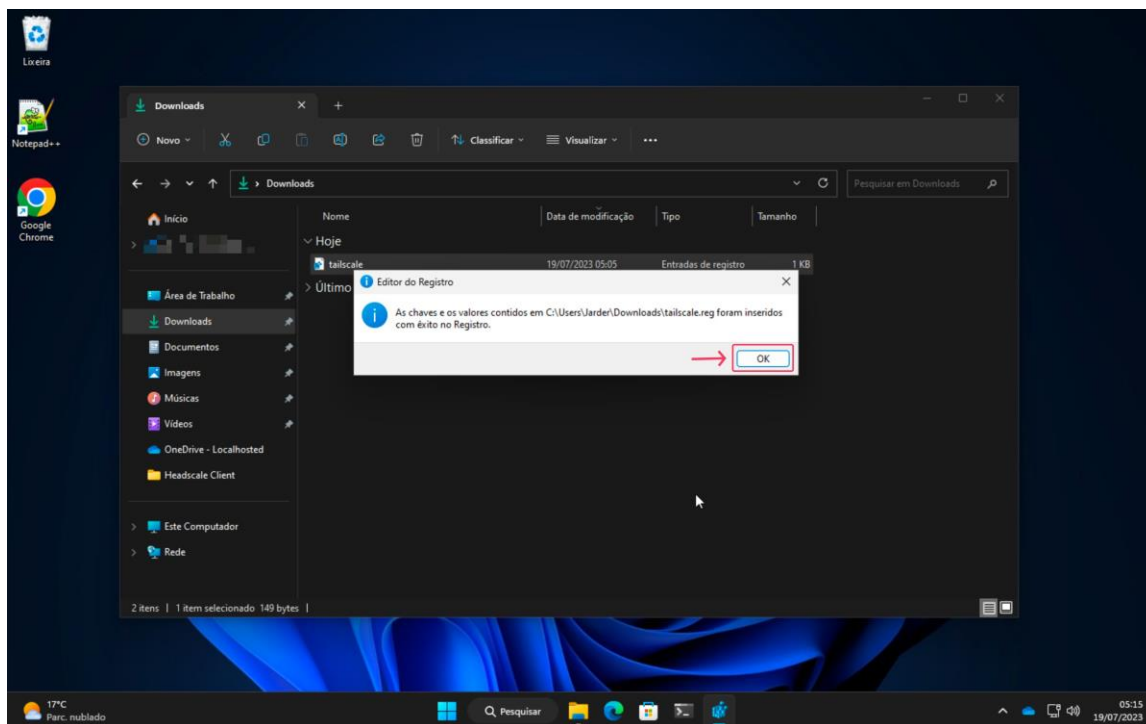 Lixeira
Notepad++
Google
Chrome
Downloads
Novo
Classificar
Visualizar
Downloads
Pesquisar em Downloads
Início
Nome
Data de modificação
Tipo
Tamanho
Hoje
tailscale
19/07/2023 05:05
Entradas de registro
1 KB
Último
Editor do Registro
As chaves e os valores contidos em C:\Users\Jarder\Downloads\tailscale.reg foram inseridos
com êxito no Registro.
OK
Área de Trabalho
Downloads
Documentos
Imagens
Músicas
Vídeos
OneDrive - Localhosted
Headscale Client
Este Computador
Rede
2 itens | 1 item selecionado 149 bytes |
17°C
Parc. nublado
Pesquisar
05:13
19/07/2023